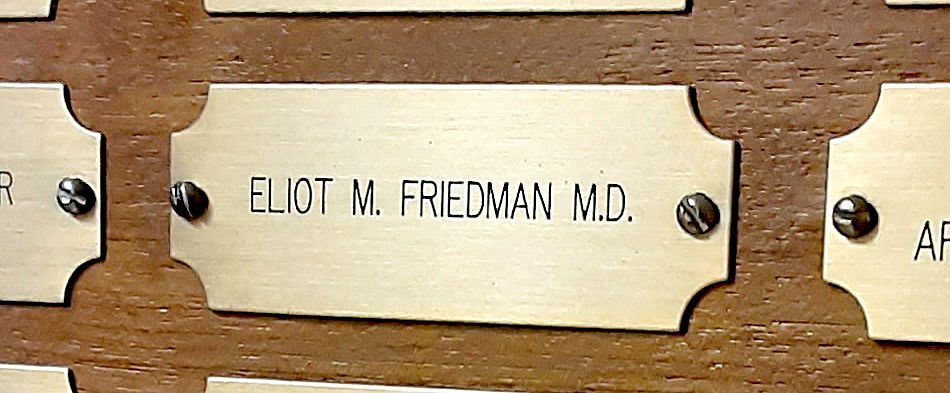 ELIOT M. FRIEDMAN M.D.